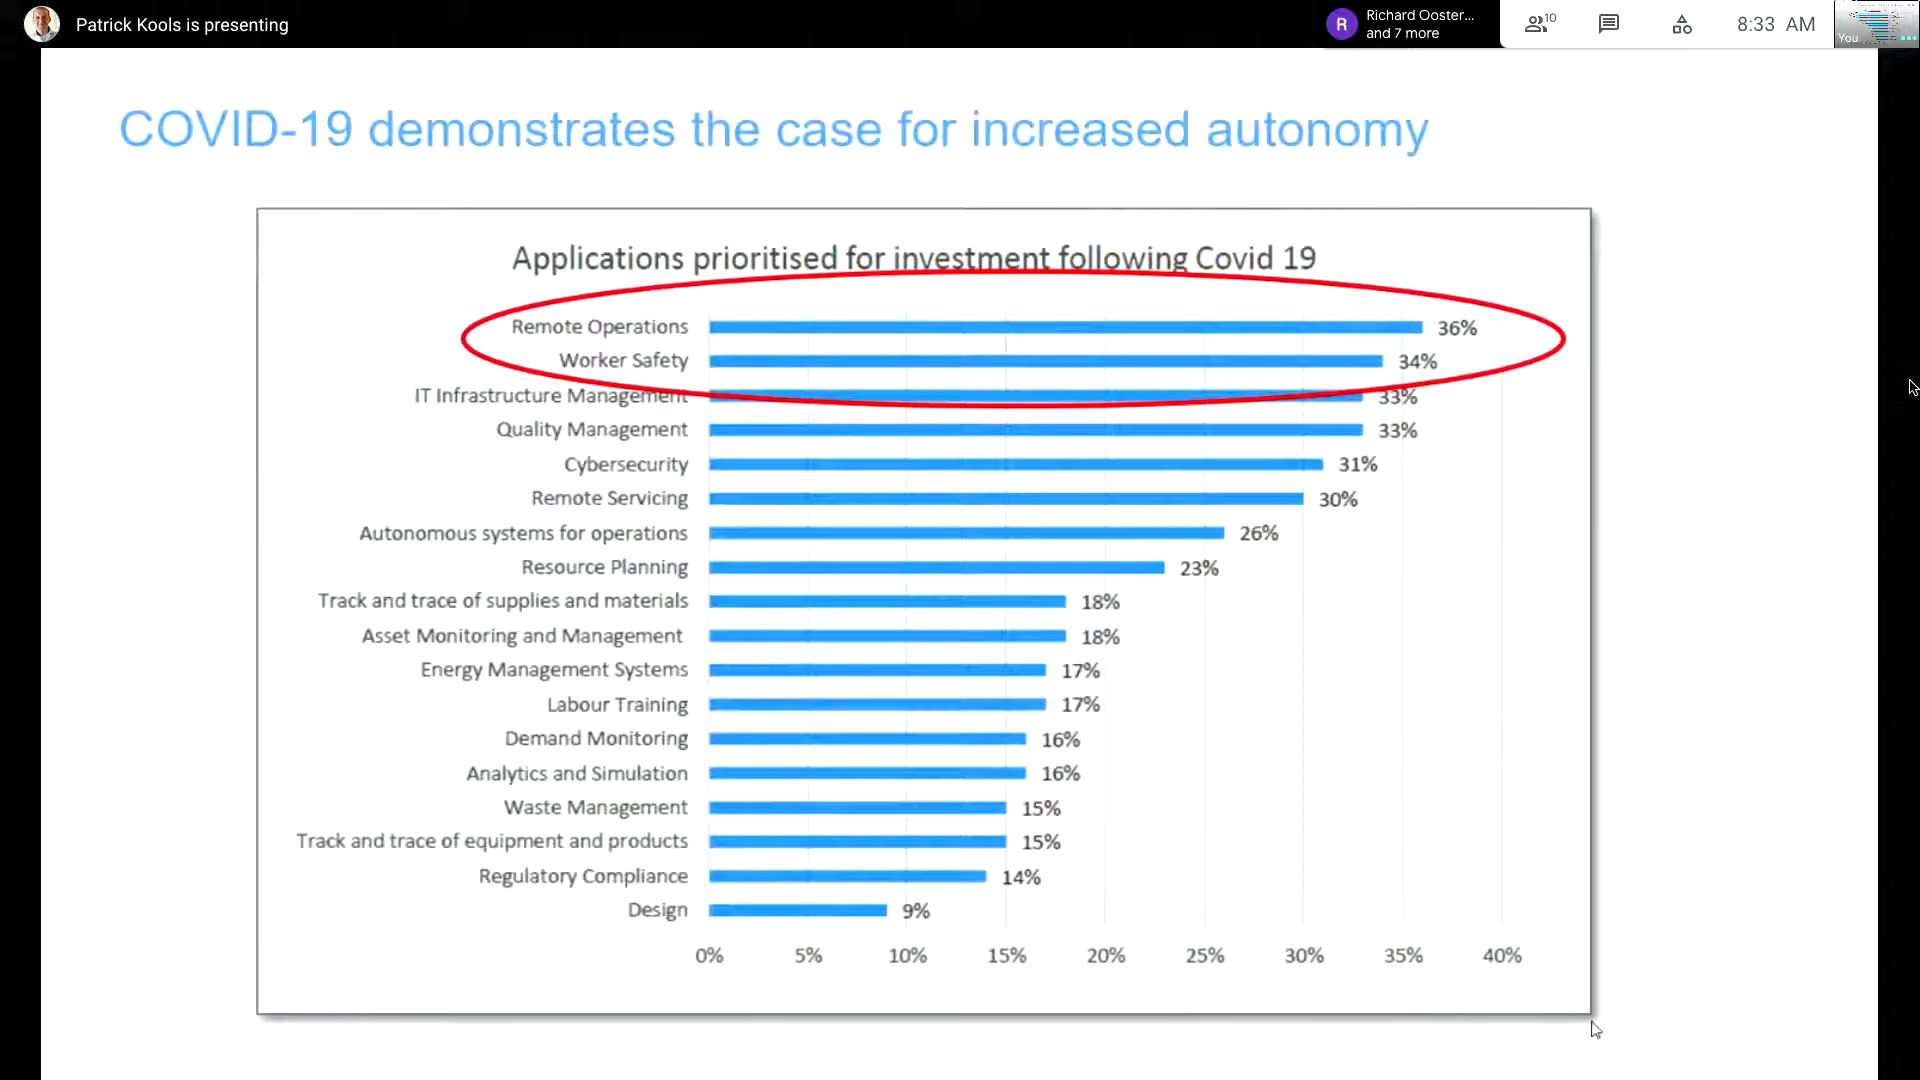 Patrick Kools is presenting
R
Richard Ooster...
and 7 more
10
8:33 AM
You
COVID-19 demonstrates the case for increased autonomy
Applications prioritised for investment following Covid 19
Remote Operations 36%
Worker Safety 34%
IT Infrastructure Management 33%
Quality Management 33%
Cybersecurity 31%
Remote Servicing 30%
Autonomous systems for operations 26%
Resource Planning 23%
Track and trace of supplies and materials 18%
Asset Monitoring and Management 18%
Energy Management Systems 17%
Labour Training 17%
Demand Monitoring 16%
Analytics and Simulation 16%
Waste Management 15%
Track and trace of equipment and products 15%
Regulatory Compliance 14%
Design 9%
0% 5% 10% 15% 20% 25% 30% 35% 40%